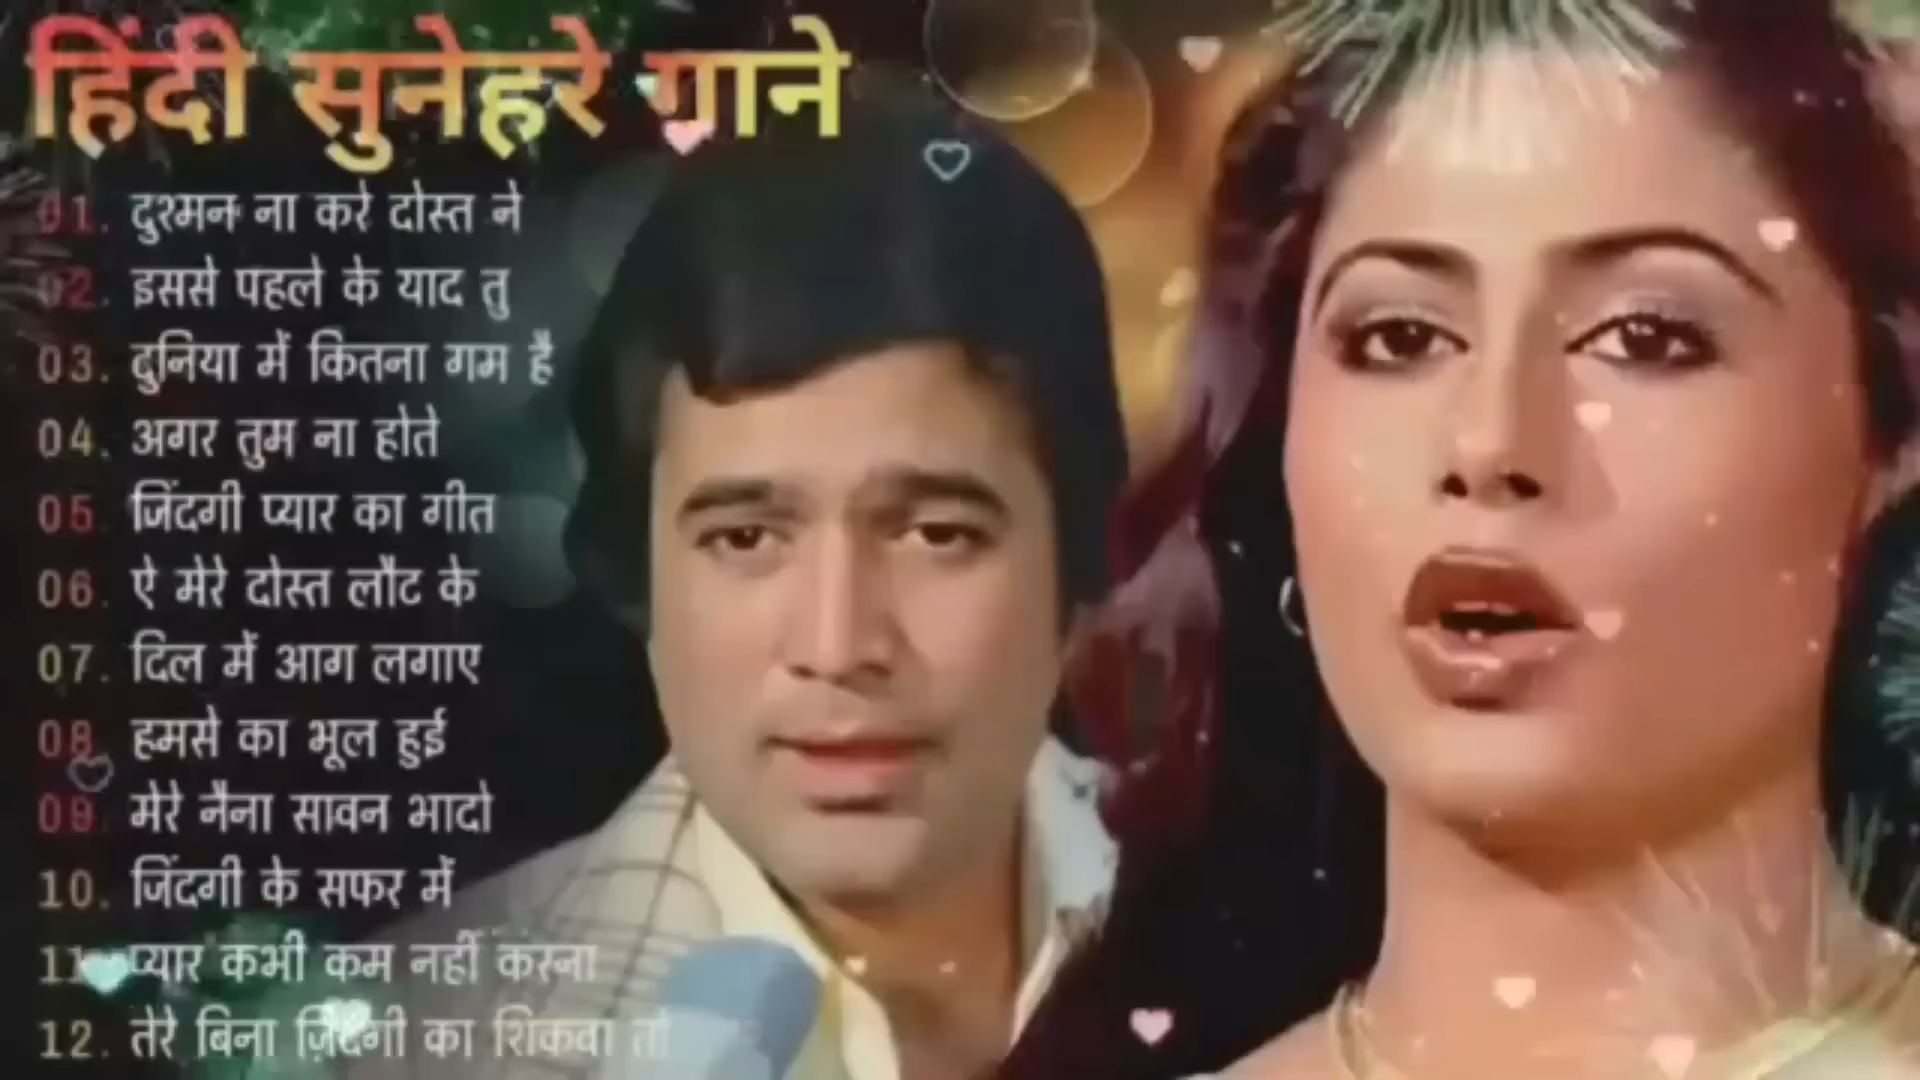 हिंदी सुनेहरे गाने
01. दुश्मन ना करे दोस्त ने
02. इससे पहले के याद तु
03. दुनिया में कितना गम है
04. अगर तुम ना होते
05. जिंदगी प्यार का गीत
06. ऐ मेरे दोस्त लौट के
07. दिल में आग लगाए
08. हमसे का भूल हुई
09. मेरे नैना सावन भादो
10. जिंदगी के सफर में
11. प्यार कभी कम नहीं करना
12. तेरे बिना ज़िंदगी का शिकवा तो